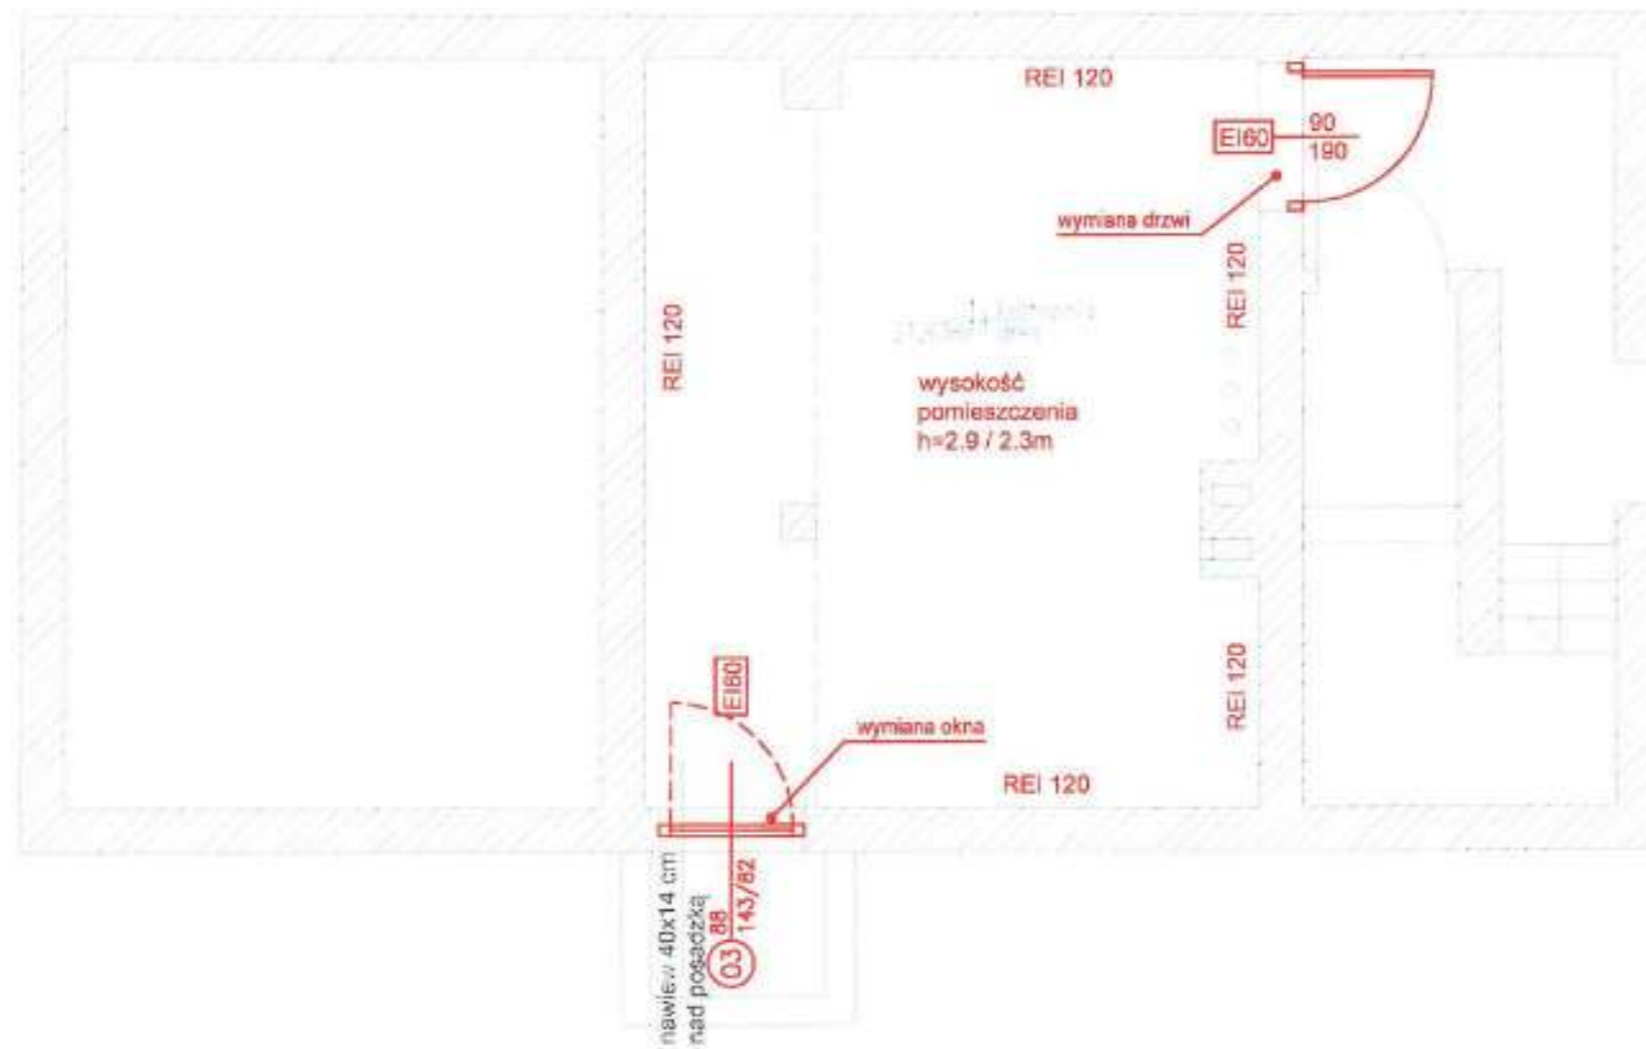 REI 120
EI60
90
190
wymiana drzwi
REI 120
REI 120
wysokość
pomieszczenia
h=2.9 / 2.3m
EI60
wymiana okna
REI 120
REI 120
nawiew 40x14 cm
nad posadzką
88
143/82
03